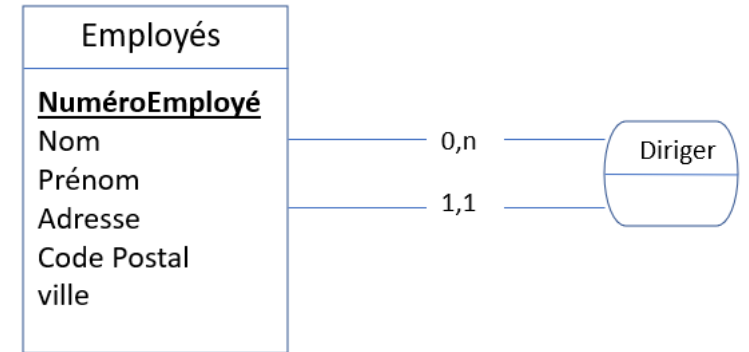 Employés
NuméroEmployé
Nom
Prénom
Adresse
Code Postal
ville
0,n
1,1
Diriger